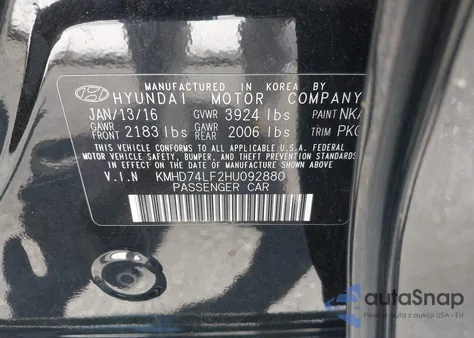 MANUFACTURED IN KOREA BY
HYUNDAI MOTOR COMPANY
JAN/13/16 GVWR 3924 lbs PAINT NKA
GAWR FRONT 2183 lbs GAWR REAR 2006 lbs TRIM PKG
THIS VEHICLE CONFORMS TO ALL APPLICABLE U.S.A. FEDERAL
MOTOR VEHICLE SAFETY, BUMPER, AND THEFT PREVENTION STANDARDS
IN EFFECT ON THE DATE OF MANUFACTURE SHOWN ABOVE.
V.I.N KMHD74LF2HU092880
PASSENGER CAR
autoSnap